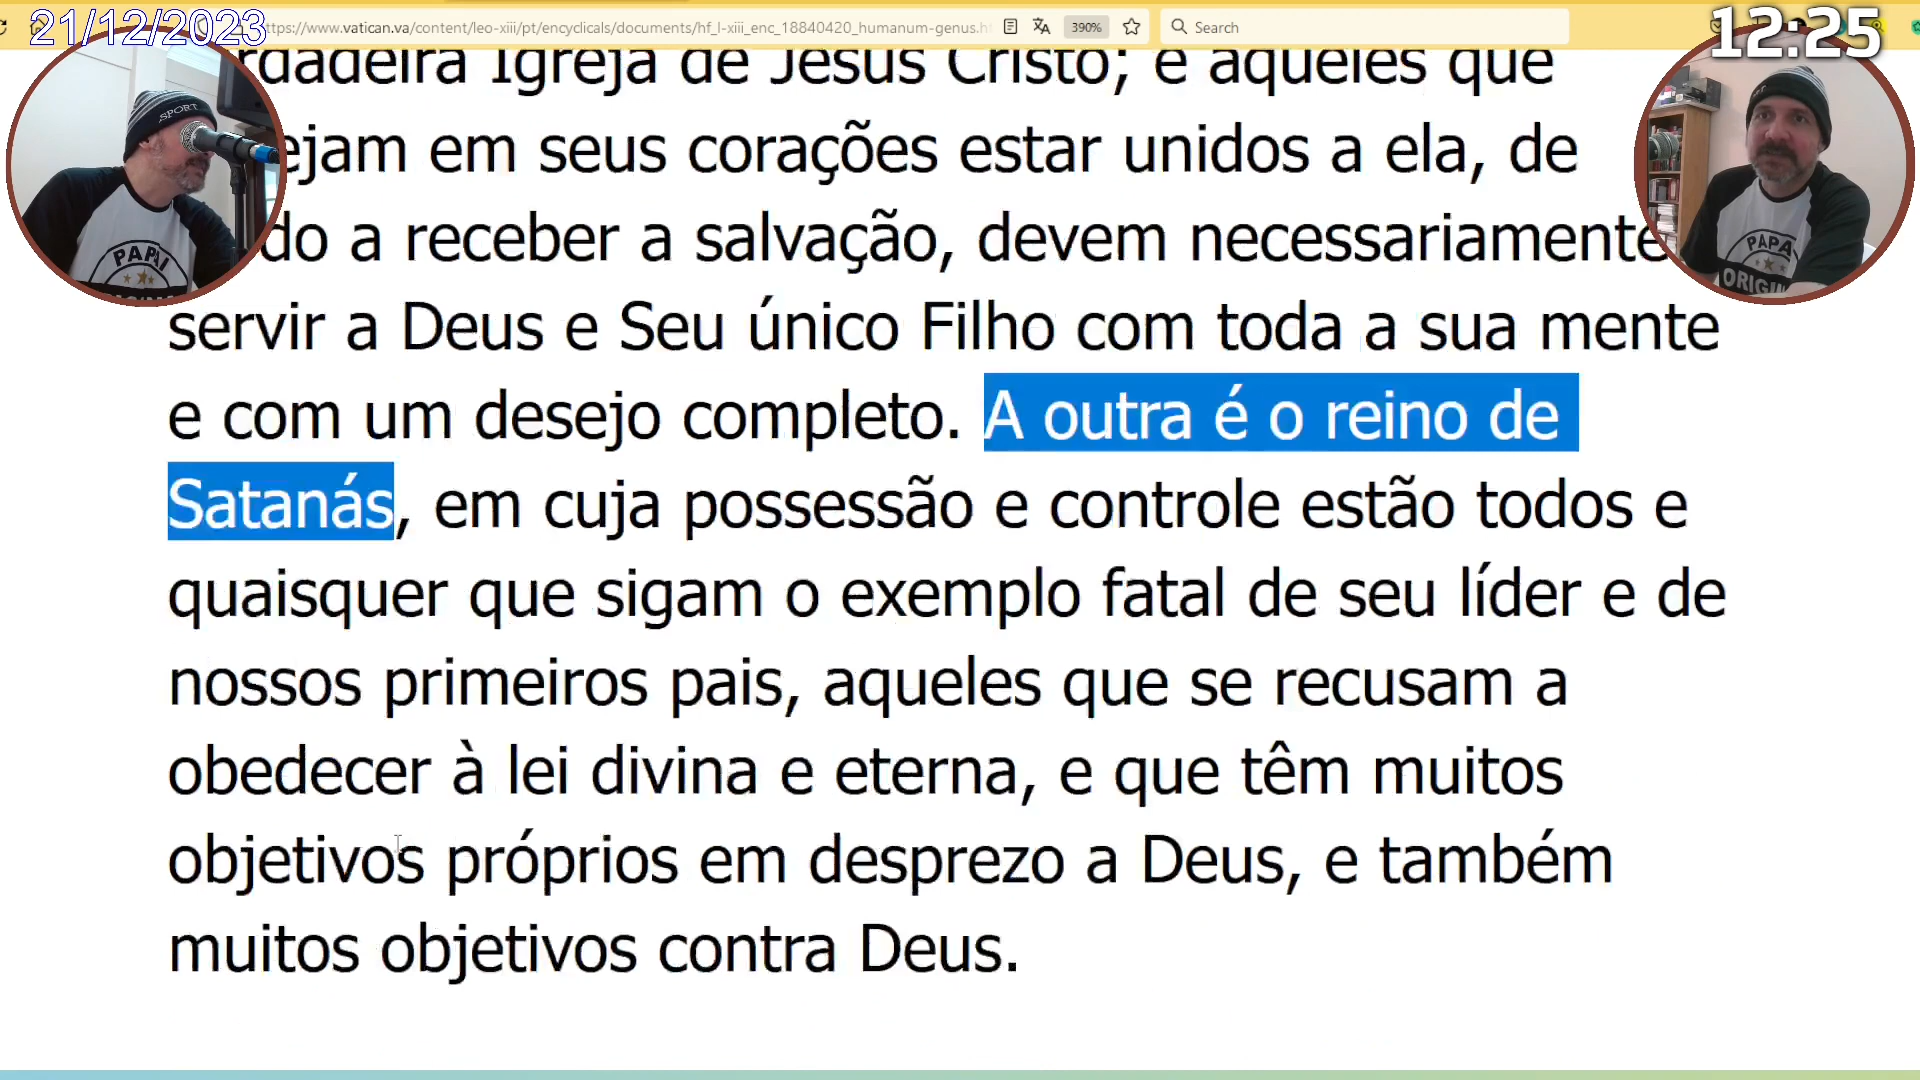 21/12/2023
https://www.vatican.va/content/leo-xiii/pt/encyclicals/documents/hf_l-xiii_enc_18840420_humanum-genus.ht
390%
Search
12:25
rdadeira Igreja de Jesus Cristo; e aqueles que
ejam em seus corações estar unidos a ela, de
do a receber a salvação, devem necessariamente
servir a Deus e Seu único Filho com toda a sua mente
e com um desejo completo. A outra é o reino de
Satanás, em cuja possessão e controle estão todos e
quaisquer que sigam o exemplo fatal de seu líder e de
nossos primeiros pais, aqueles que se recusam a
obedecer à lei divina e eterna, e que têm muitos
objetivos próprios em desprezo a Deus, e também
muitos objetivos contra Deus.
SPORT
PAPAI
PAPA
ORIGIN